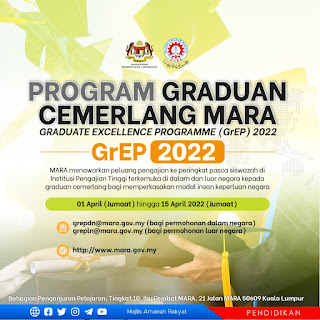 PROGRAM GRADUAN
CEMERLANG MARA
GRADUATE EXCELLENCE PROGRAMME (GrEP) 2022
GrEP 2022
MARA menawarkan peluang pengajian ke peringkat pasca siswazah di
Institusi Pengajian Tinggi terkemuka di dalam dan luar negara kepada
graduan cemerlang bagi memperkasakan modal insan keperluan negara
01 April (Jumaat) hingga 15 April 2022 (Jumaat)
grepdn@mara.gov.my (bagi permohonan dalam negara)
grepln@mara.gov.my (bagi permohonan luar negara)
http://www.mara.gov.my
Bahagian Penganjuran Pelajaran, Tingkat 10, Ibu Pejabat MARA, 21 Jalan MARA 50609 Kuala Lumpur
Majlis Amanah Rakyat
PENDIDIKAN